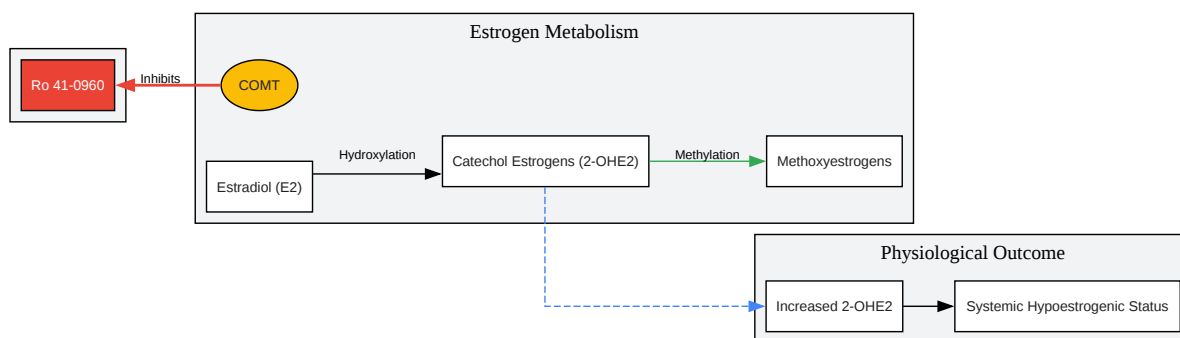 Estrogen Metabolism
Ro 41-0960
Inhibits
COMT
Estradiol (E2)
Hydroxylation
Catechol Estrogens (2-OHE2)
Methylation
Methoxyestrogens
Physiological Outcome
Increased 2-OHE2
Systemic Hypoestrogenic Status